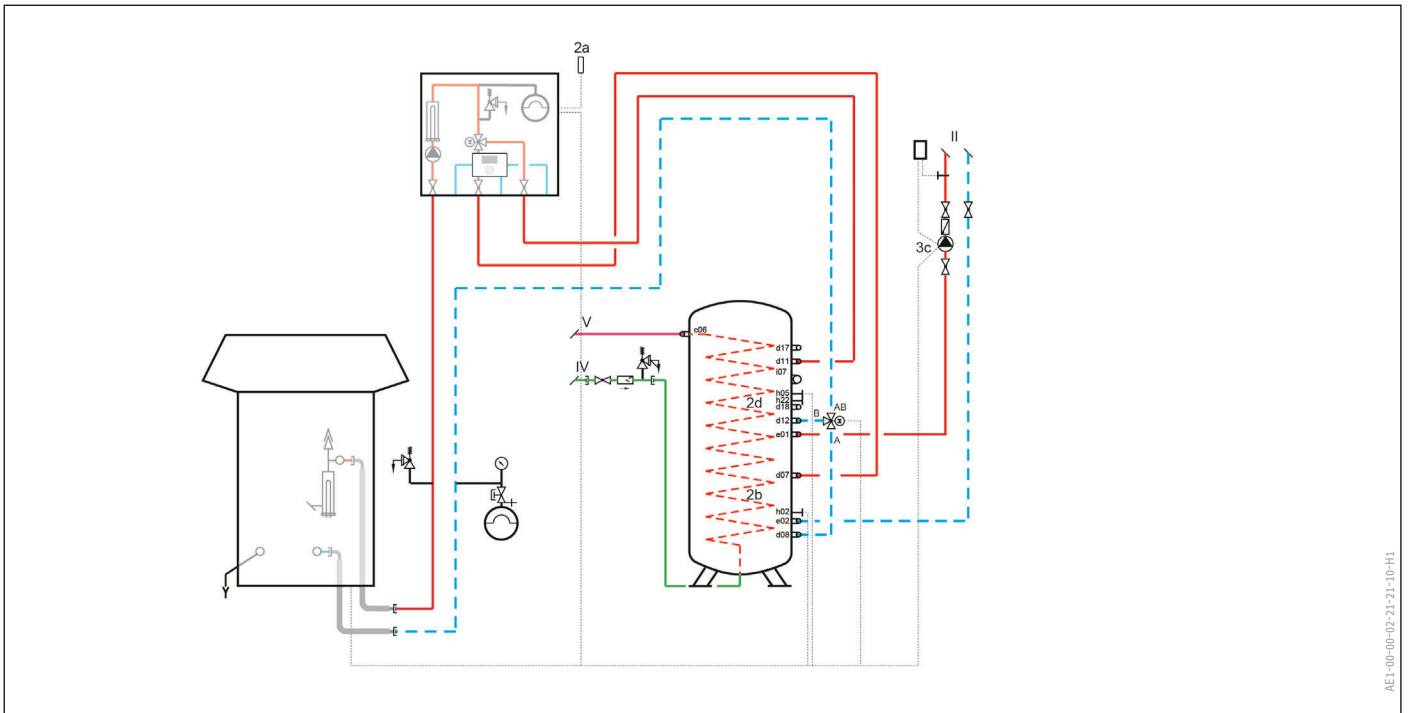 2a
II
3c
V
c06
d17
d11
i07
IV
h05
h22
2d
d18
AB
B
d12
e01
A
d07
2b
h02
e02
d08
AE1-00-00-02-21-21-10-H1